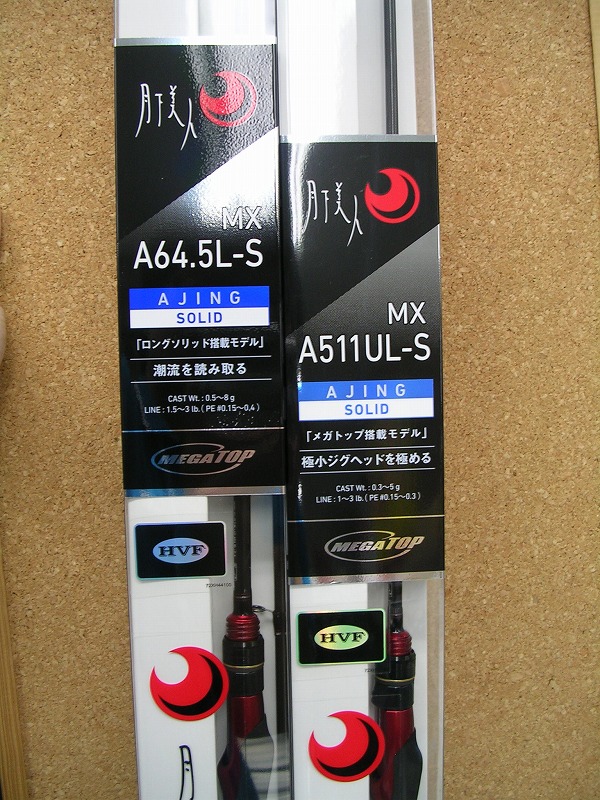 月下美人
MX
A64.5L-S
AJING
SOLID
「ロングソリッド搭載モデル」
潮流を読み取る
CAST Wt. : 0.5～8 g
LINE : 1.5～3 lb. ( PE #0.15～0.4 )
MEGATOP
HVF
月下美人
MX
A511UL-S
AJING
SOLID
「メガトップ搭載モデル」
極小ジグヘッドを極める
CAST Wt. : 0.3～5 g
LINE : 1～3 lb. ( PE #0.15～0.3 )
MEGATOP
HVF
月